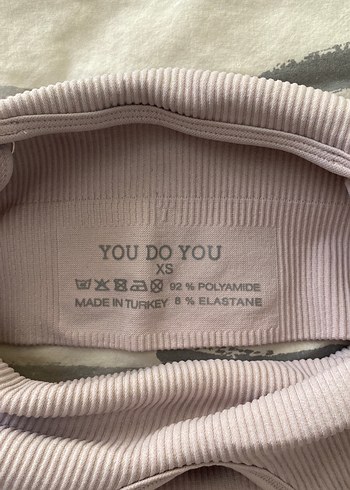 YOU DO YOU
XS
92 % POLYAMIDE
MADE IN TURKEY 8 % ELASTANE